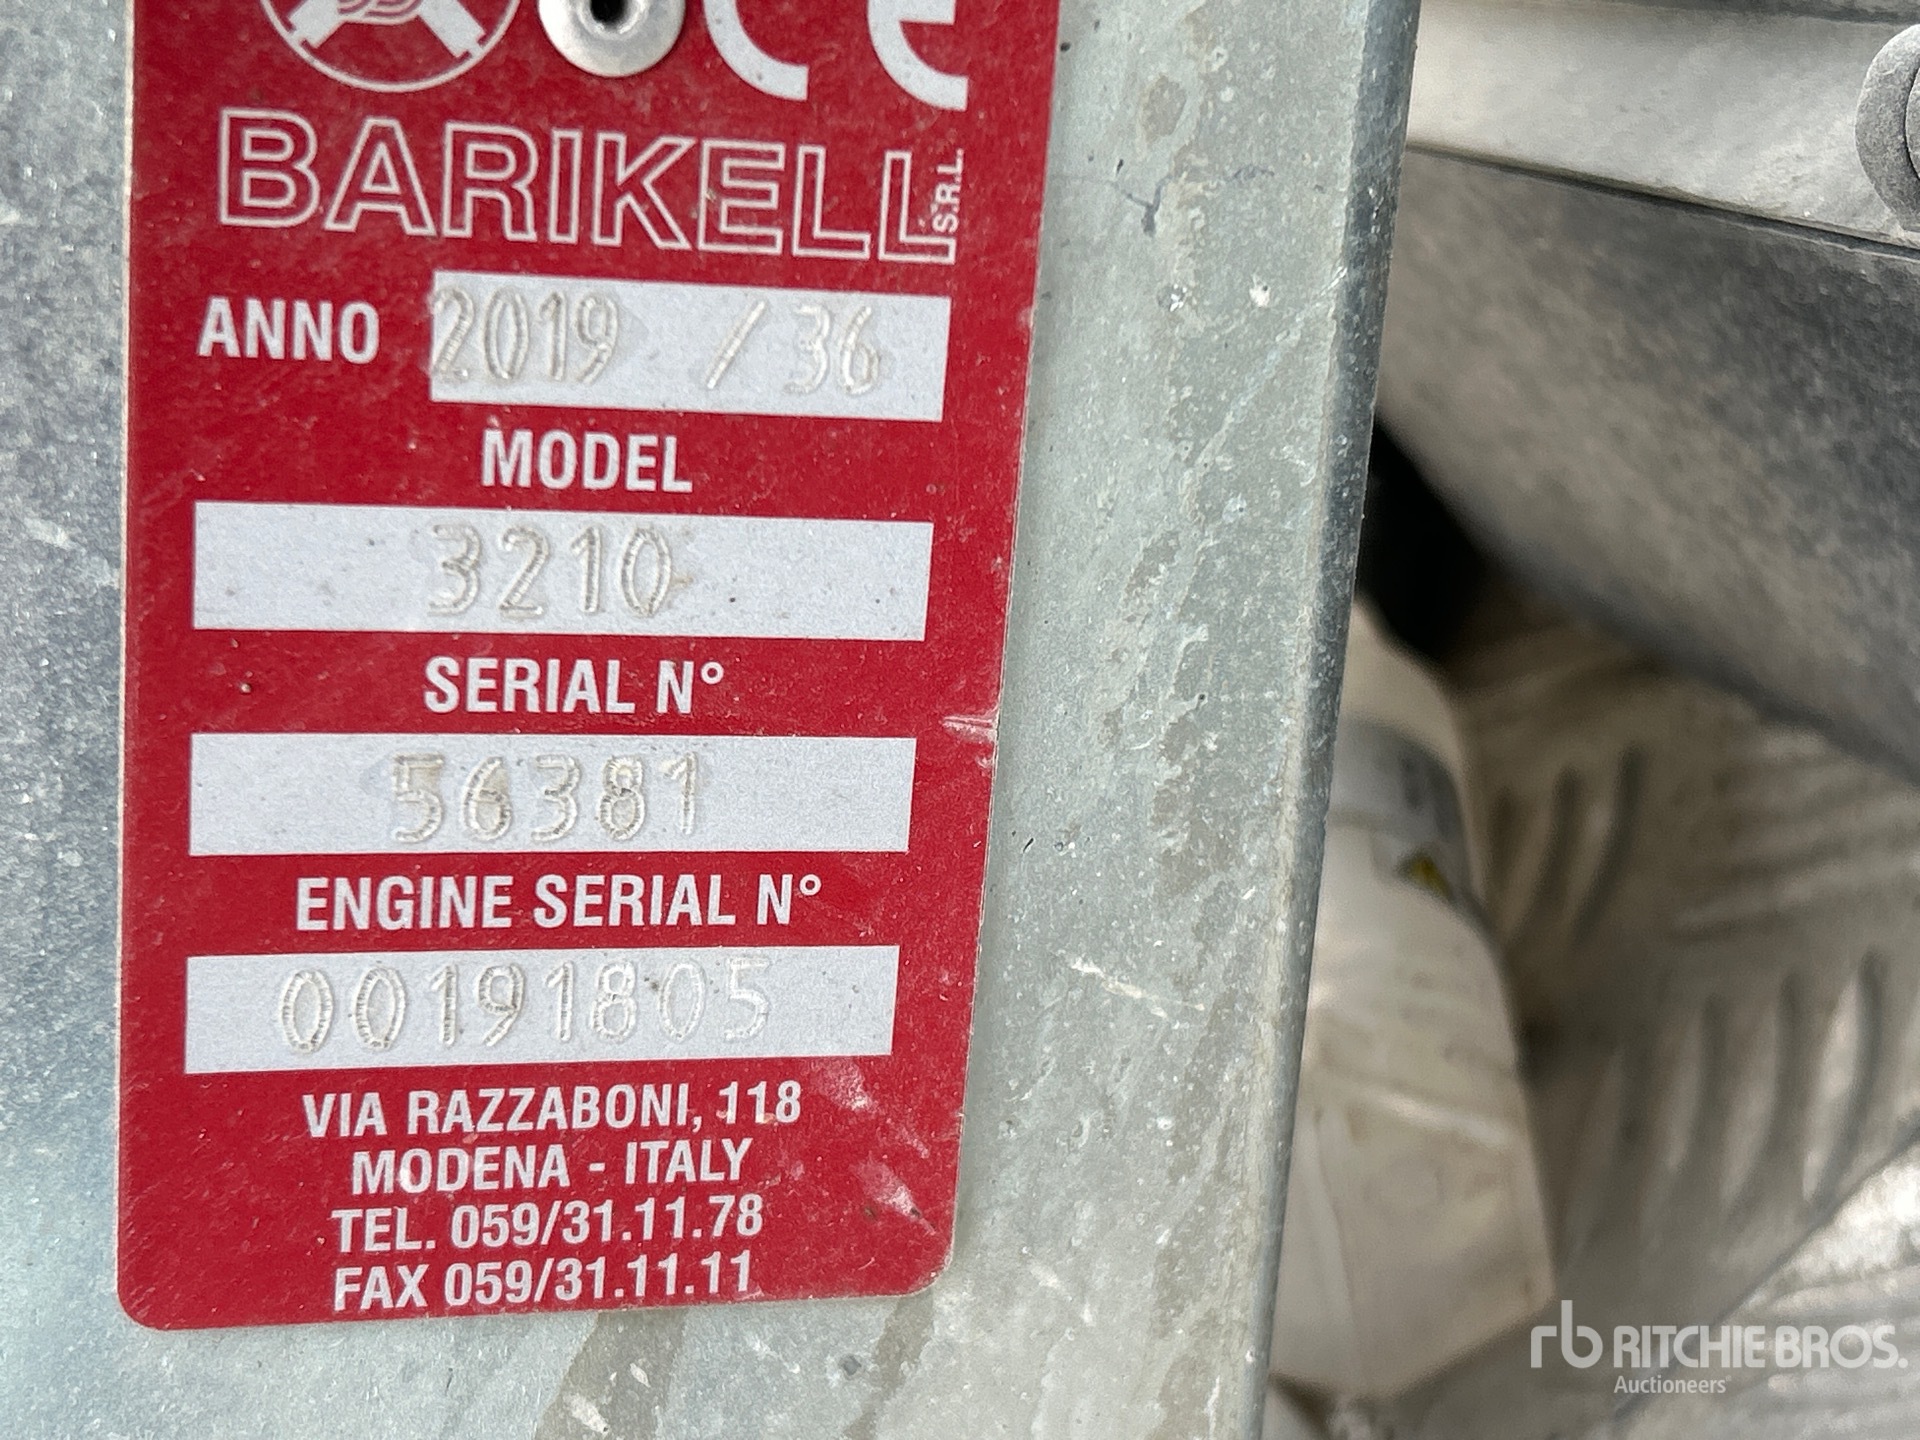 CE
BARIKELL S.R.L.
ANNO 2019 / 36
MODEL
3210
SERIAL N°
56381
ENGINE SERIAL N°
00191805
VIA RAZZABONI, 118
MODENA - ITALY
TEL. 059/31.11.78
FAX 059/31.11.11
rb RITCHIE BROS.
Auctioneers